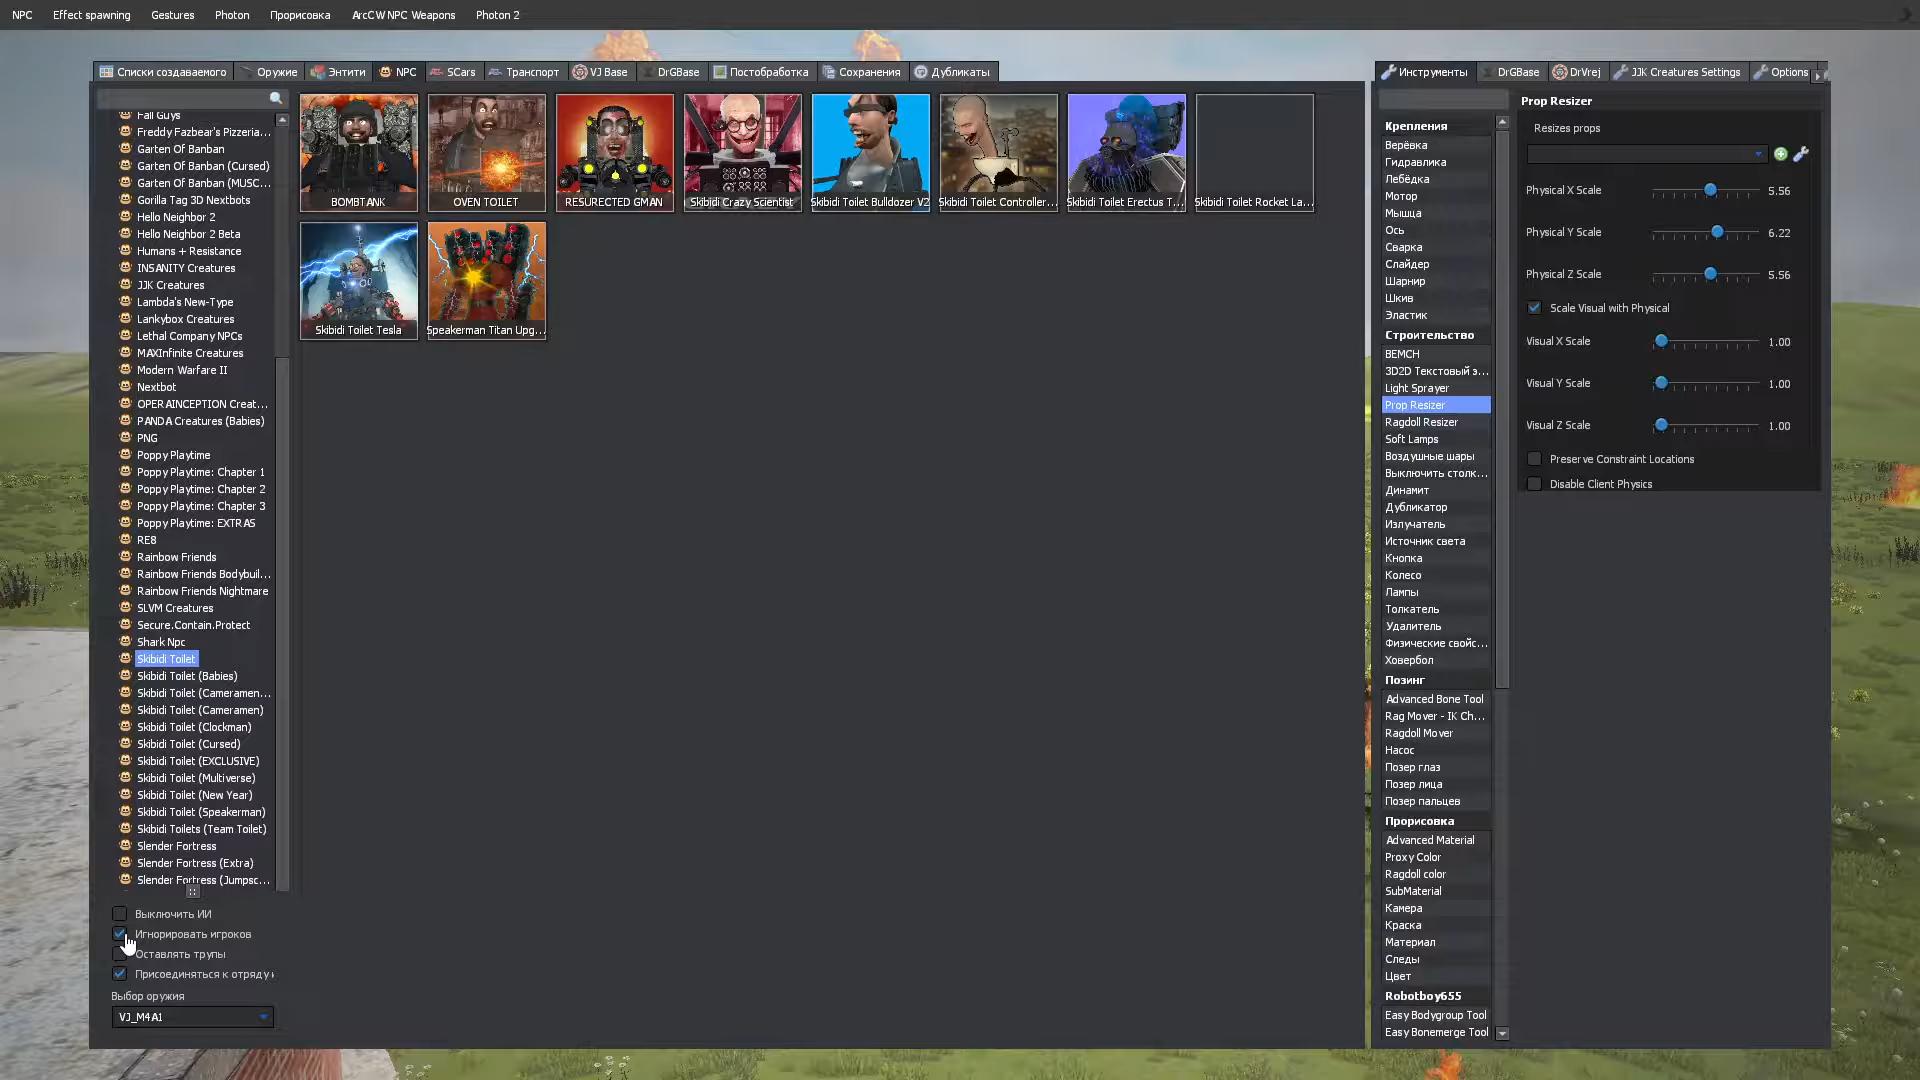 NPC Effect spawning Gestures Photon Прорисовка ArcCW NPC Weapons Photon 2
Списки создаваемого Оружие Энтити NPC SCars Транспорт VJ Base DrGBase Постобработка Сохранения Дубликаты
Fall Guys
Freddy Fazbear's Pizzeria...
Garten Of Banban
Garten Of Banban (Cursed)
Garten Of Banban (MUSC...
Gorilla Tag 3D Nextbots
Hello Neighbor 2
Hello Neighbor 2 Beta
Humans + Resistance
INSANITY Creatures
JJK Creatures
Lambda's New-Type
Lankybox Creatures
Lethal Company NPCs
MAXInfinite Creatures
Modern Warfare II
Nextbot
OPERAINCEPTION Creat...
PANDA Creatures (Babies)
PNG
Poppy Playtime
Poppy Playtime: Chapter 1
Poppy Playtime: Chapter 2
Poppy Playtime: Chapter 3
Poppy Playtime: EXTRAS
RE8
Rainbow Friends
Rainbow Friends Bodybuil...
Rainbow Friends Nightmare
SLVM Creatures
Secure.Contain.Protect
Shark Npc
Skibidi Toilet
Skibidi Toilet (Babies)
Skibidi Toilet (Cameramen...
Skibidi Toilet (Cameramen)
Skibidi Toilet (Clockman)
Skibidi Toilet (Cursed)
Skibidi Toilet (EXCLUSIVE)
Skibidi Toilet (Multiverse)
Skibidi Toilet (New Year)
Skibidi Toilet (Speakerman)
Skibidi Toilets (Team Toilet)
Slender Fortress
Slender Fortress (Extra)
Slender Fortress (Jumpsc...
Выключить ИИ
Игнорировать игроков
Оставлять трупы
Присоединяться к отряду и
Выбор оружия
VJ_M4A1
BOMBTANK OVEN TOILET RESURECTED GMAN Skibidi Crazy Scientist Skibidi Toilet Bulldozer V2 Skibidi Toilet Controller... Skibidi Toilet Erectus T... Skibidi Toilet Rocket La...
Skibidi Toilet Tesla Speakerman Titan Upg...
Инструменты DrGBase DrVrej JJK Creatures Settings Options
Крепления
Верёвка
Гидравлика
Лебёдка
Мотор
Мышца
Ось
Сварка
Слайдер
Шарнир
Шкив
Эластик
Строительство
BEMCH
3D2D Текстовый э...
Light Sprayer
Prop Resizer
Ragdoll Resizer
Soft Lamps
Воздушные шары
Выключить столк...
Динамит
Дубликатор
Излучатель
Источник света
Кнопка
Колесо
Лампы
Толкатель
Удалитель
Физические свойс...
Ховербол
Позинг
Advanced Bone Tool
Rag Mover - IK Ch...
Ragdoll Mover
Насос
Позер глаз
Позер лица
Позер пальцев
Прорисовка
Advanced Material
Proxy Color
Ragdoll color
SubMaterial
Камера
Краска
Материал
Следы
Цвет
Robotboy655
Easy Bodygroup Tool
Easy Bonemerge Tool
Prop Resizer
Resizes props
Physical X Scale 5.56
Physical Y Scale 6.22
Physical Z Scale 5.56
Scale Visual with Physical
Visual X Scale 1.00
Visual Y Scale 1.00
Visual Z Scale 1.00
Preserve Constraint Locations
Disable Client Physics